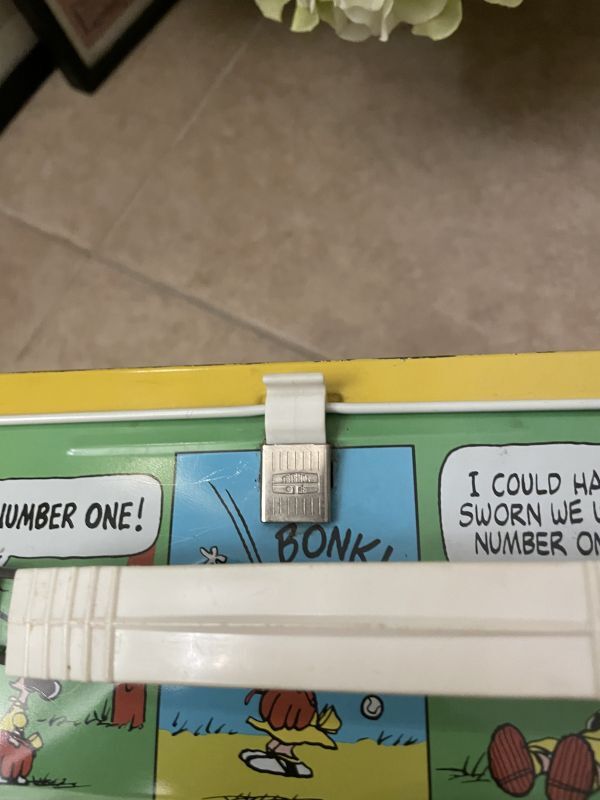 NUMBER ONE!
BONK!
I COULD HA
SWORN WE
NUMBER ON